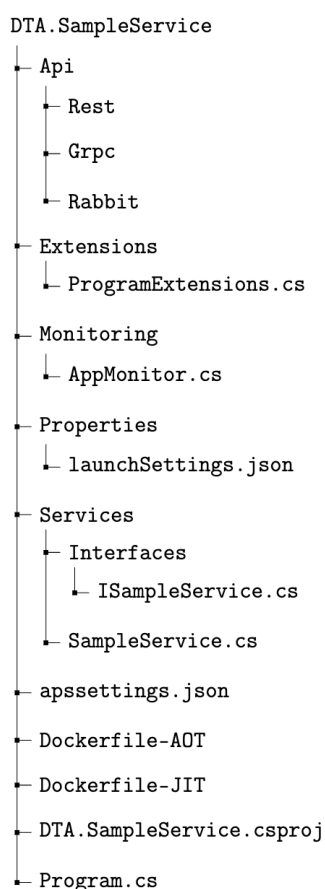 DTA.SampleService
Api
Rest
Grpc
Rabbit
Extensions
ProgramExtensions.cs
Monitoring
AppMonitor.cs
Properties
launchSettings.json
Services
Interfaces
ISampleService.cs
SampleService.cs
apssettings.json
Dockerfile-AOT
Dockerfile-JIT
DTA.SampleService.csproj
Program.cs